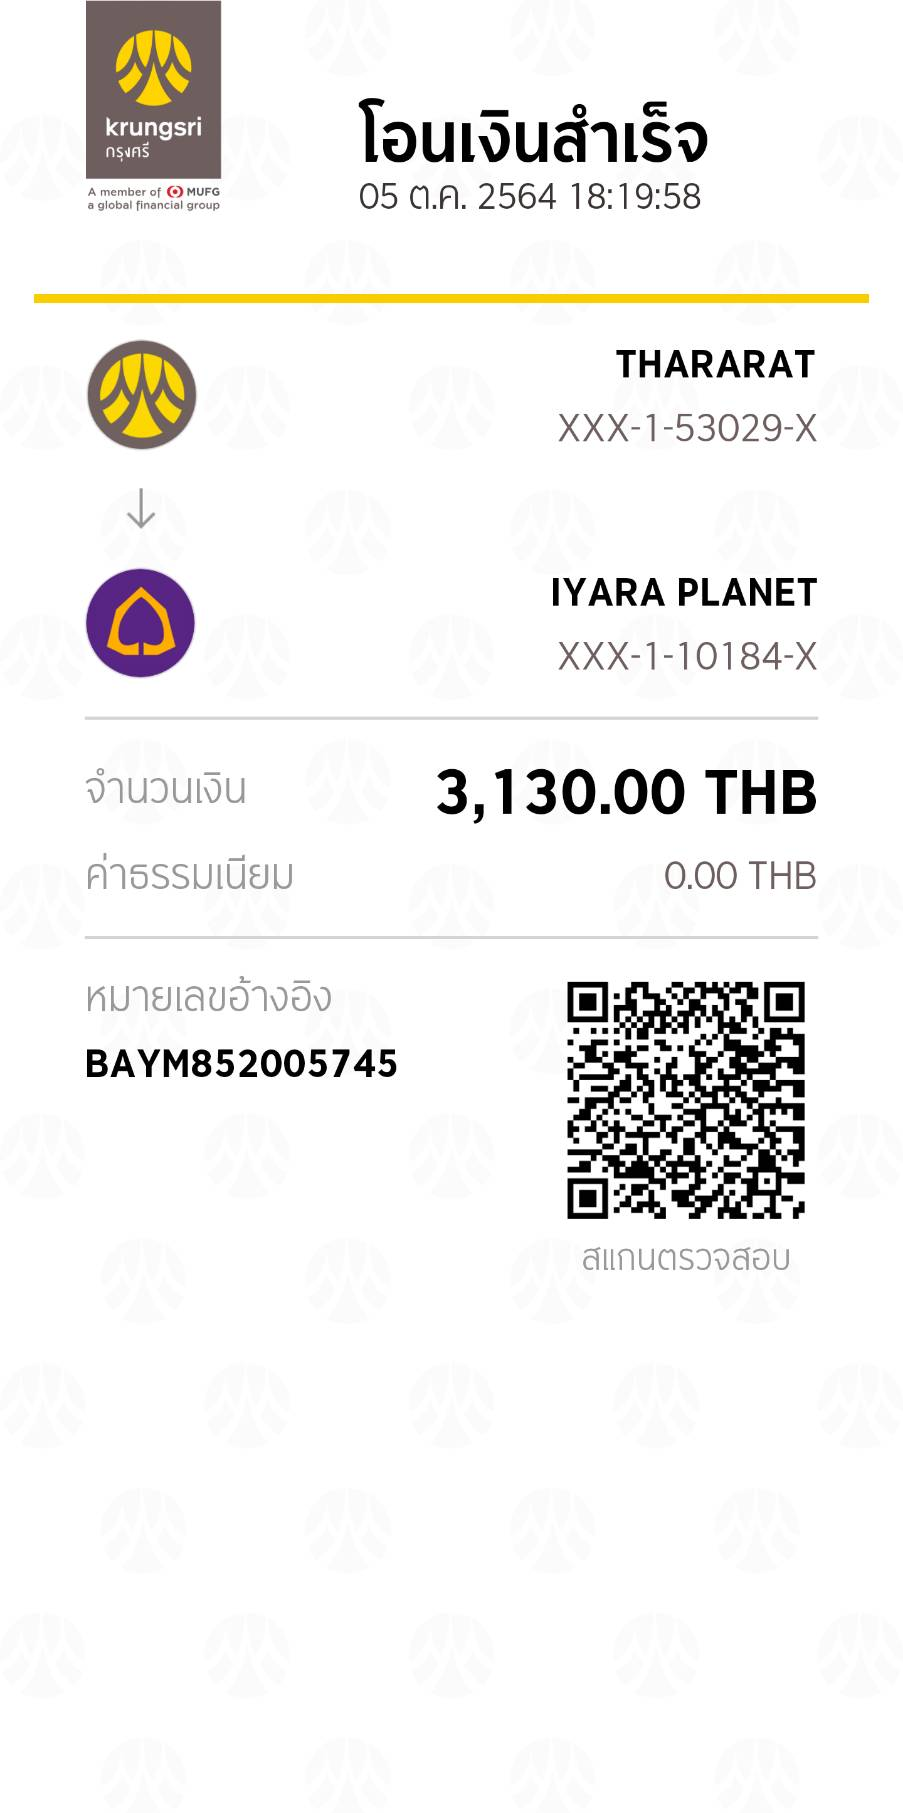 krungsri
กรุงศรี
A member of MUFG
a global financial group
โอนเงินสำเร็จ
05 ต.ค. 2564 18:19:58
THARARAT
XXX-1-53029-X
IYARA PLANET
XXX-1-10184-X
จำนวนเงิน 3,130.00 THB
ค่าธรรมเนียม 0.00 THB
หมายเลขอ้างอิง
BAYM852005745
สแกนตรวจสอบ